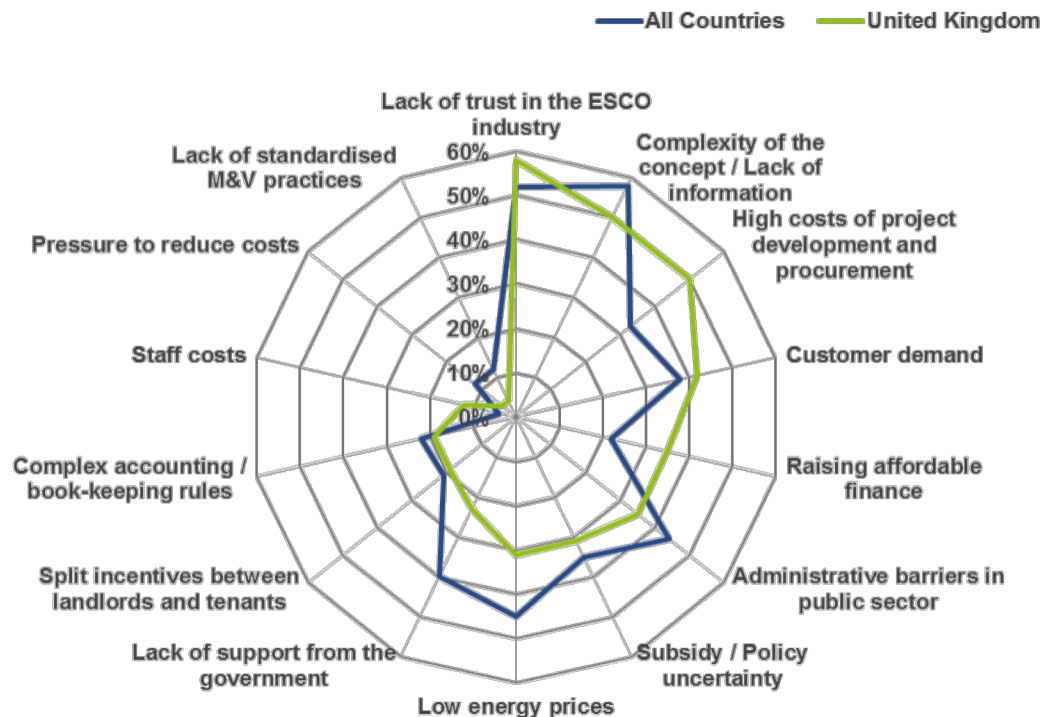 All Countries
United Kingdom
Lack of trust in the ESCO
industry
Complexity of the
concept / Lack of
information
High costs of project
development and
procurement
Customer demand
Raising affordable
finance
Administrative barriers in
public sector
Subsidy / Policy
uncertainty
Low energy prices
Lack of support from the
government
Split incentives between
landlords and tenants
Complex accounting /
book-keeping rules
Staff costs
Pressure to reduce costs
Lack of standardised
M&V practices
60%
50%
40%
30%
20%
10%
0%